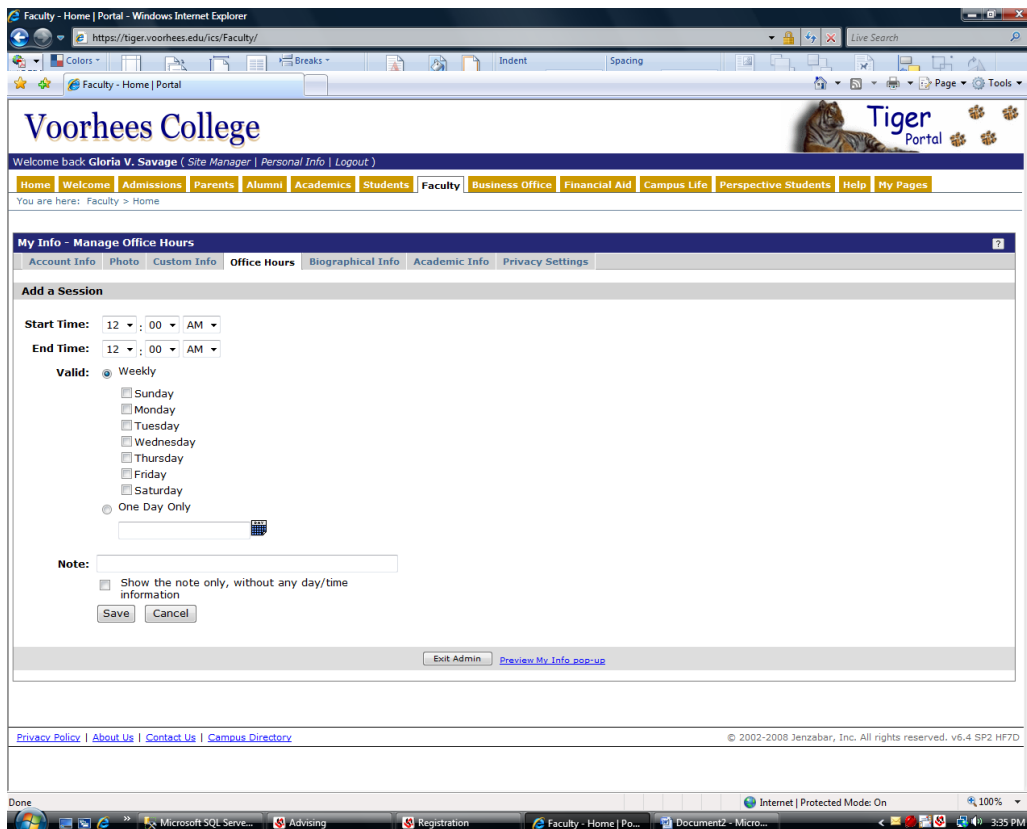 Faculty - Home | Portal - Windows Internet Explorer
https://tiger.voorhees.edu/ics/Faculty/
Live Search
Colors
Breaks
Indent
Spacing
Faculty - Home | Portal
Page
Tools
Voorhees College
Tiger
Portal
Welcome back Gloria V. Savage ( Site Manager | Personal Info | Logout )
Home Welcome Admissions Parents Alumni Academics Students Faculty Business Office Financial Aid Campus Life Perspective Students Help My Pages
You are here: Faculty > Home
My Info - Manage Office Hours ?
Account Info Photo Custom Info Office Hours Biographical Info Academic Info Privacy Settings
Add a Session
Start Time: 12 : 00 AM
End Time: 12 : 00 AM
Valid: Weekly
Sunday
Monday
Tuesday
Wednesday
Thursday
Friday
Saturday
One Day Only
DAY
Note:
Show the note only, without any day/time
information
Save Cancel
Exit Admin Preview My Info pop-up
Privacy Policy | About Us | Contact Us | Campus Directory
© 2002-2008 Jenzabar, Inc. All rights reserved. v6.4 SP2 HF7D
Done
Internet | Protected Mode: On
100%
Microsoft SQL Serve... Advising Registration Faculty - Home | Po... Document2 - Micro...
3:35 PM